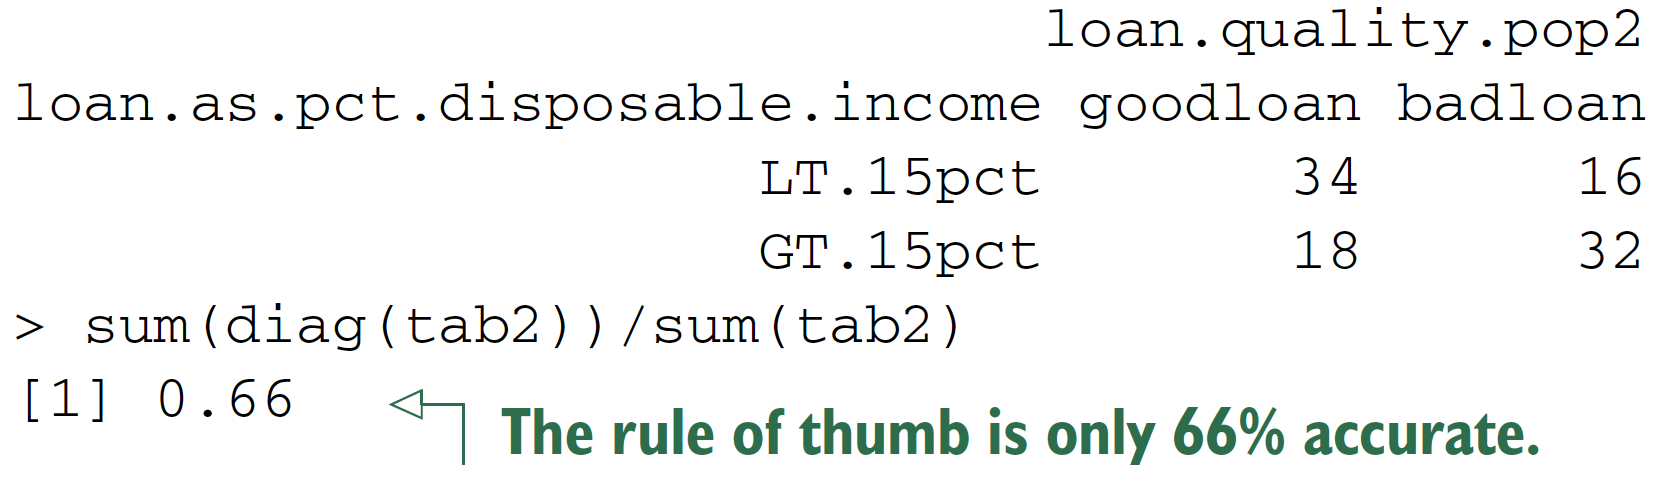 loan.quality.pop2
loan.as.pct.disposable.income goodloan badloan
LT.15pct 34 16
GT.15pct 18 32
> sum(diag(tab2))/sum(tab2)
[1] 0.66
The rule of thumb is only 66% accurate.